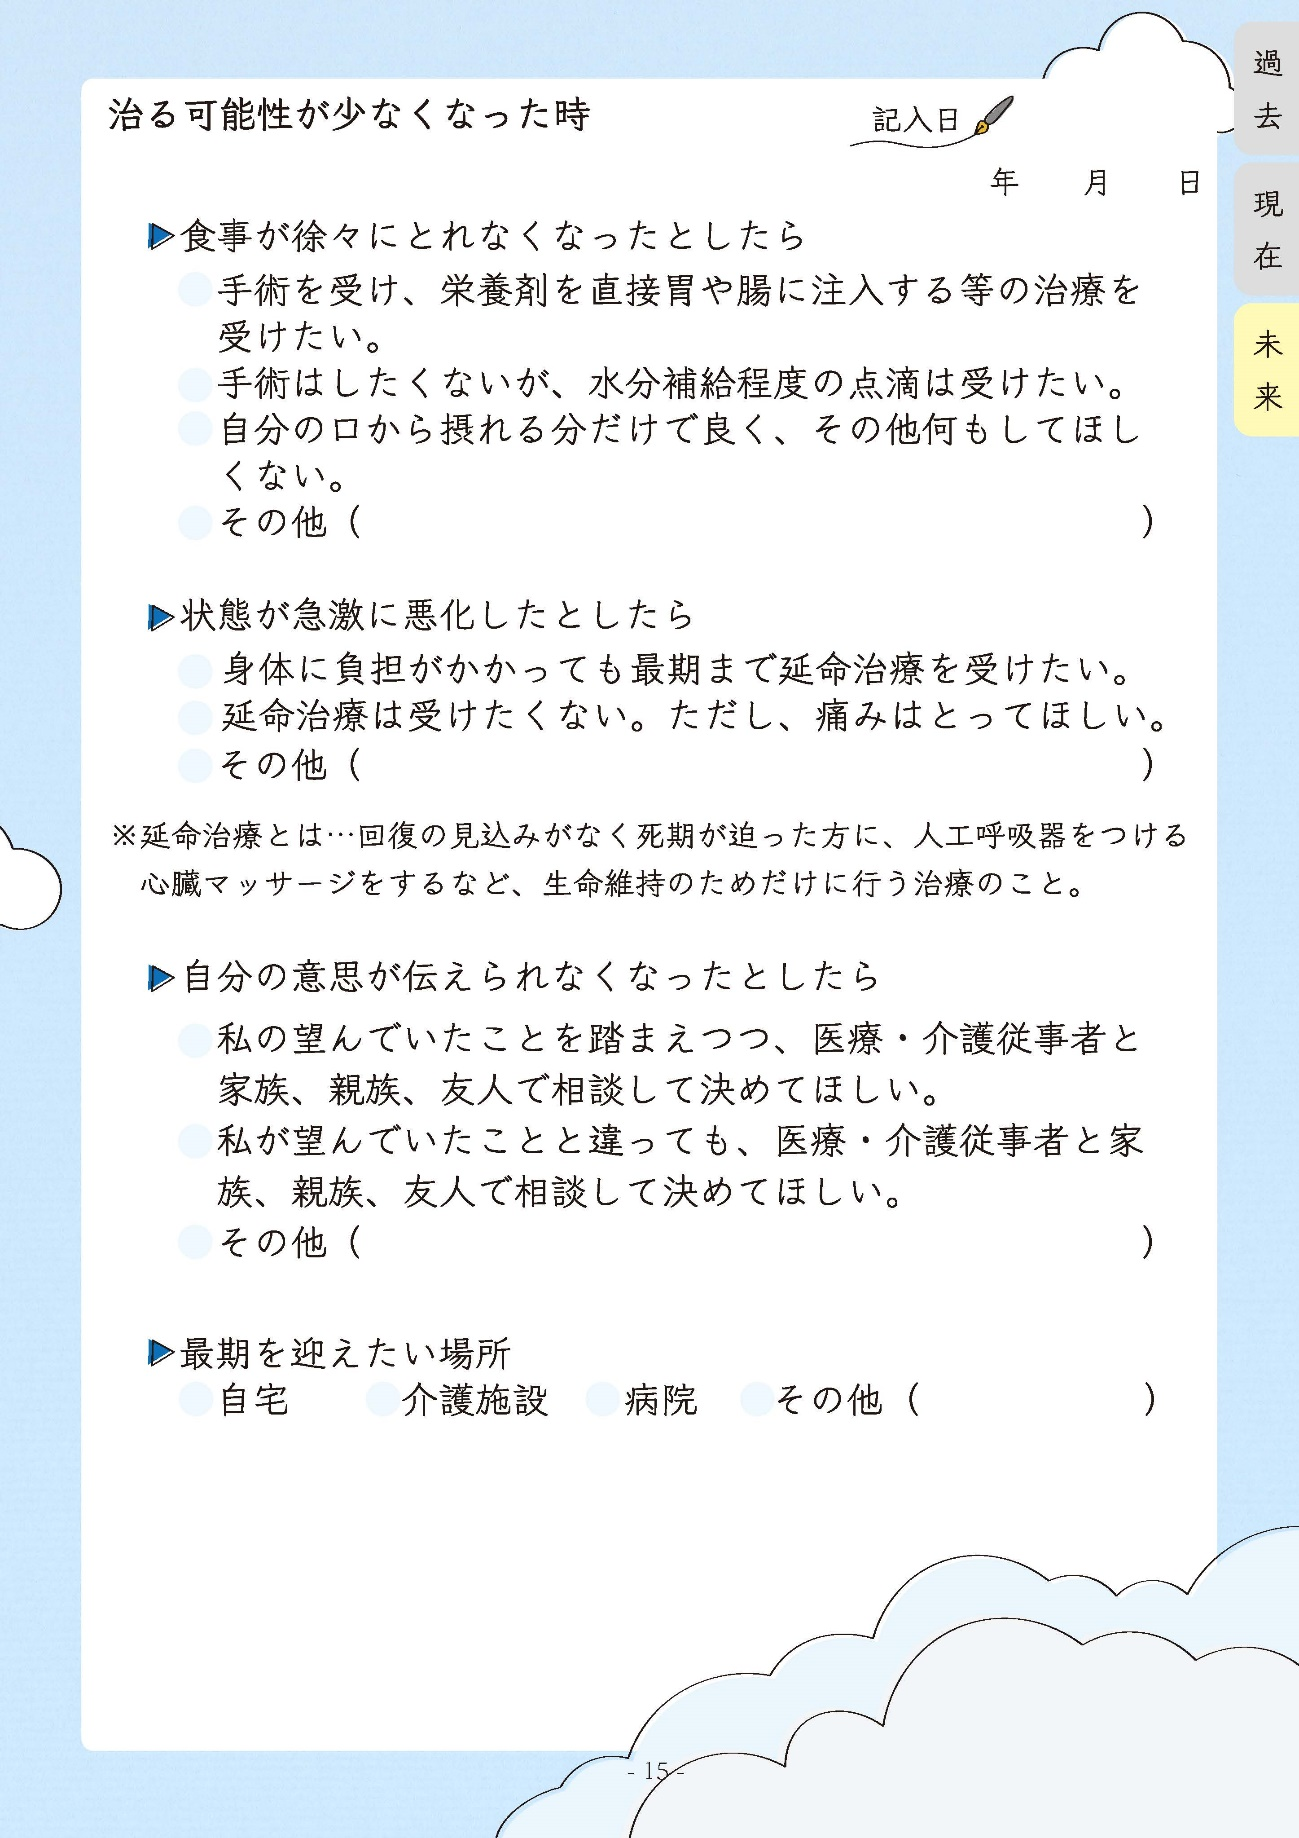 治る可能性が少なくなった時
記入日
年 月 日
過去
現在
未来
食事が徐々にとれなくなったとしたら
手術を受け、栄養剤を直接胃や腸に注入する等の治療を
受けたい。
手術はしたくないが、水分補給程度の点滴は受けたい。
自分の口から摂れる分だけで良く、その他何もしてほし
くない。
その他（ ）
状態が急激に悪化したとしたら
身体に負担がかかっても最期まで延命治療を受けたい。
延命治療は受けたくない。ただし、痛みはとってほしい。
その他（ ）
※延命治療とは…回復の見込みがなく死期が迫った方に、人工呼吸器をつける
心臓マッサージをするなど、生命維持のためだけに行う治療のこと。
自分の意思が伝えられなくなったとしたら
私の望んでいたことを踏まえつつ、医療・介護従事者と
家族、親族、友人で相談して決めてほしい。
私が望んでいたことと違っても、医療・介護従事者と家
族、親族、友人で相談して決めてほしい。
その他（ ）
最期を迎えたい場所
自宅 介護施設 病院 その他（ ）
- 15 -